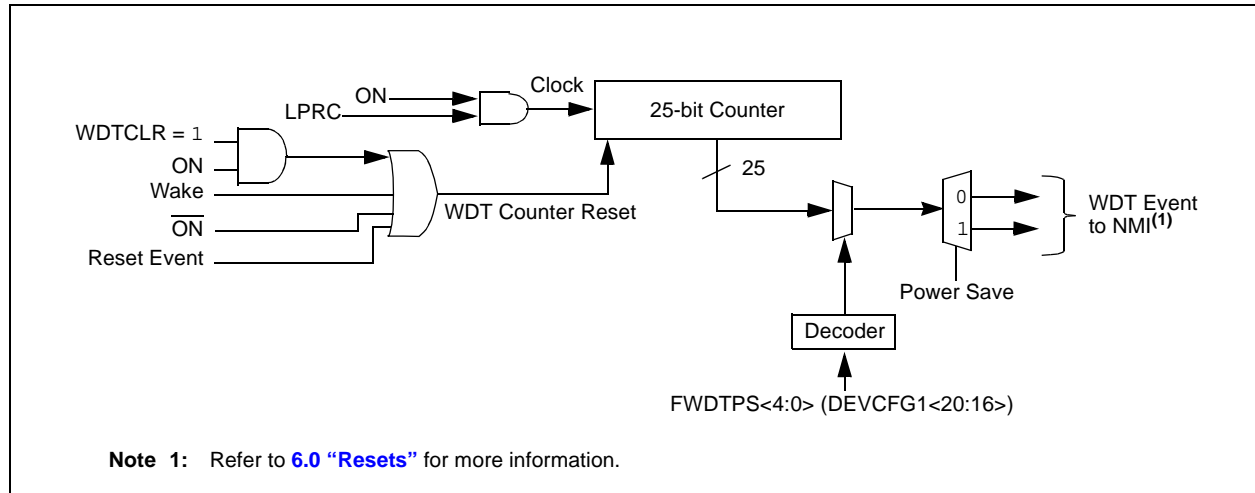 ON
LPRC
Clock
25-bit Counter
WDTCLR = 1
ON
Wake
ON
Reset Event
WDT Counter Reset
25
0
1
WDT Event
to NMI(1)
Power Save
Decoder
FWDTPS<4:0> (DEVCFG1<20:16>)
Note 1: Refer to 6.0 “Resets” for more information.